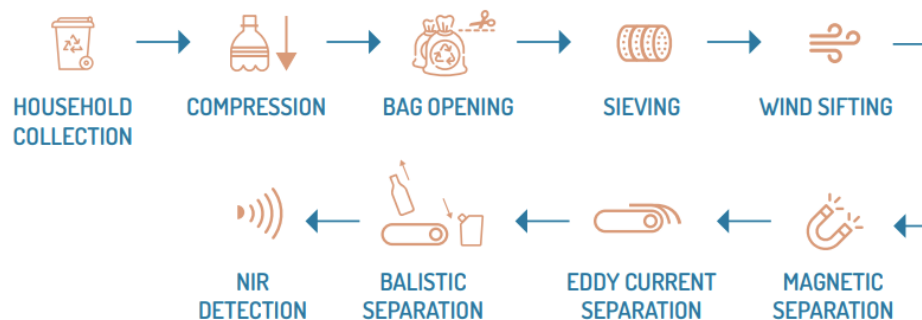 HOUSEHOLD
COLLECTION
COMPRESSION
BAG OPENING
SIEVING
WIND SIFTING
MAGNETIC
SEPARATION
EDDY CURRENT
SEPARATION
BALISTIC
SEPARATION
NIR
DETECTION